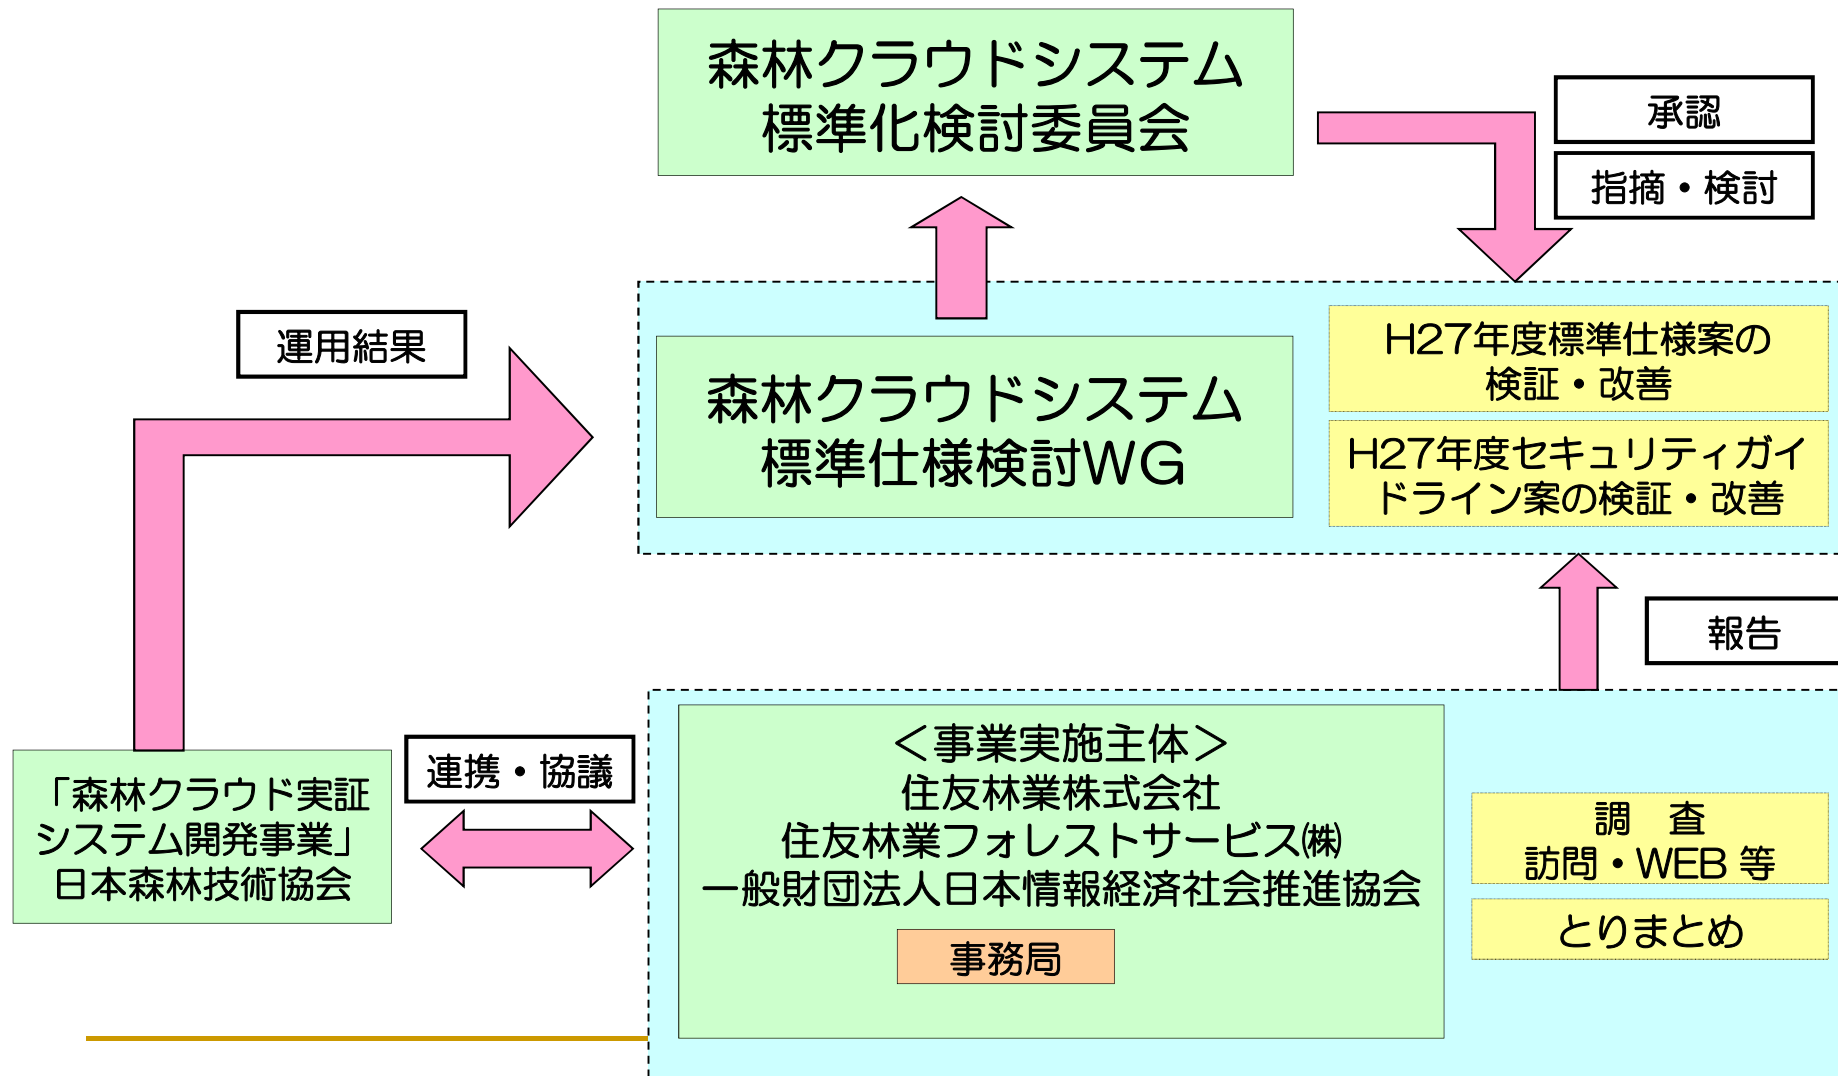 森林クラウドシステム
標準化検討委員会
承認
指摘・検討
運用結果
森林クラウドシステム
標準仕様検討WG
H27年度標準仕様案の
検証・改善
H27年度セキュリティガイ
ドライン案の検証・改善
報告
「森林クラウド実証
システム開発事業」
日本森林技術協会
連携・協議
＜事業実施主体＞
住友林業株式会社
住友林業フォレストサービス㈱
一般財団法人日本情報経済社会推進協会
事務局
調　査
訪問・WEB 等
とりまとめ